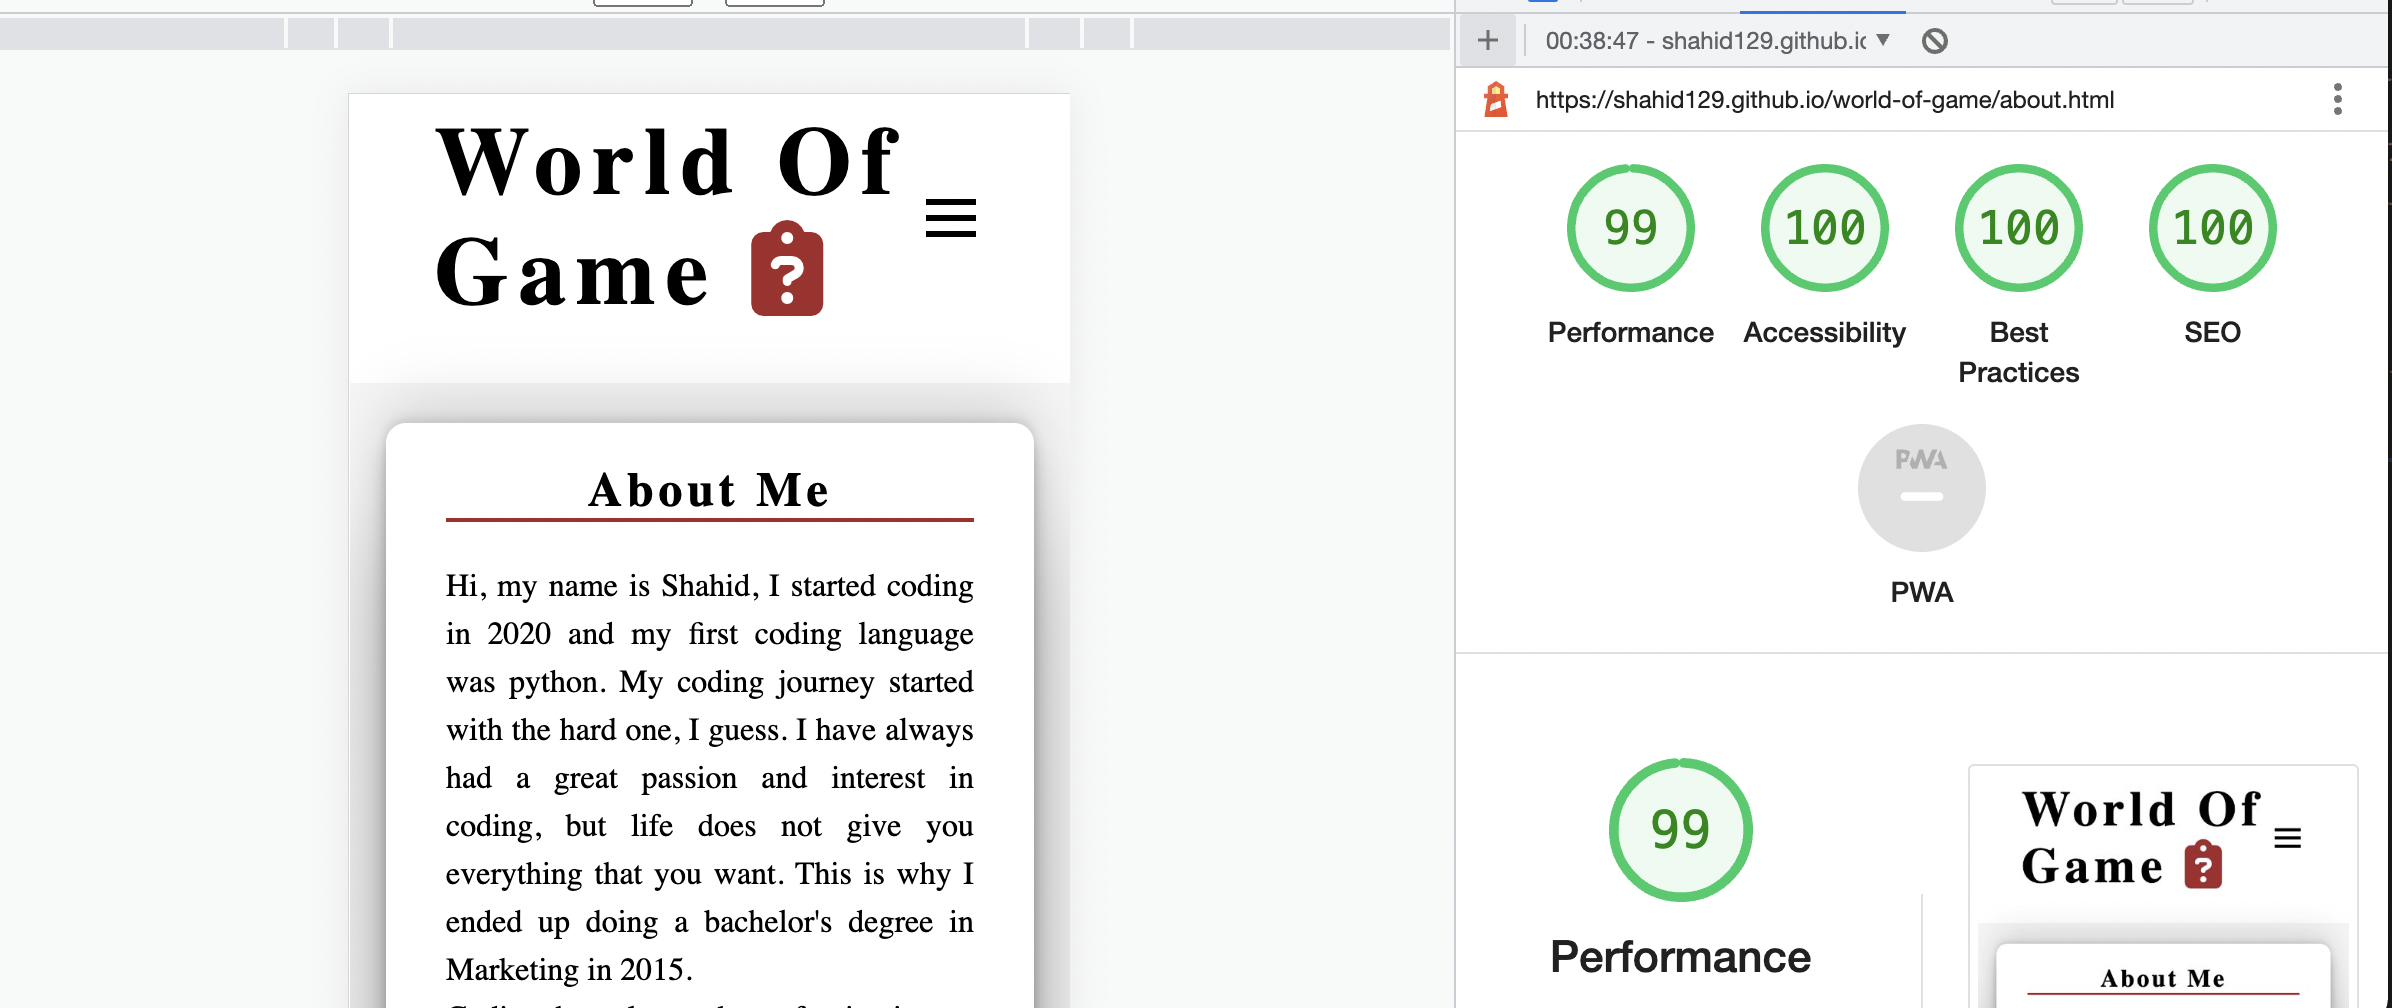 World Of
Game
About Me
Hi, my name is Shahid, I started coding
in 2020 and my first coding language
was python. My coding journey started
with the hard one, I guess. I have always
had a great passion and interest in
coding, but life does not give you
everything that you want. This is why I
ended up doing a bachelor's degree in
Marketing in 2015.
00:38:47 - shahid129.github.io
https://shahid129.github.io/world-of-game/about.html
99
100
100
100
Performance
Accessibility
Best
Practices
SEO
PWA
PWA
99
Performance
World Of
Game
About Me